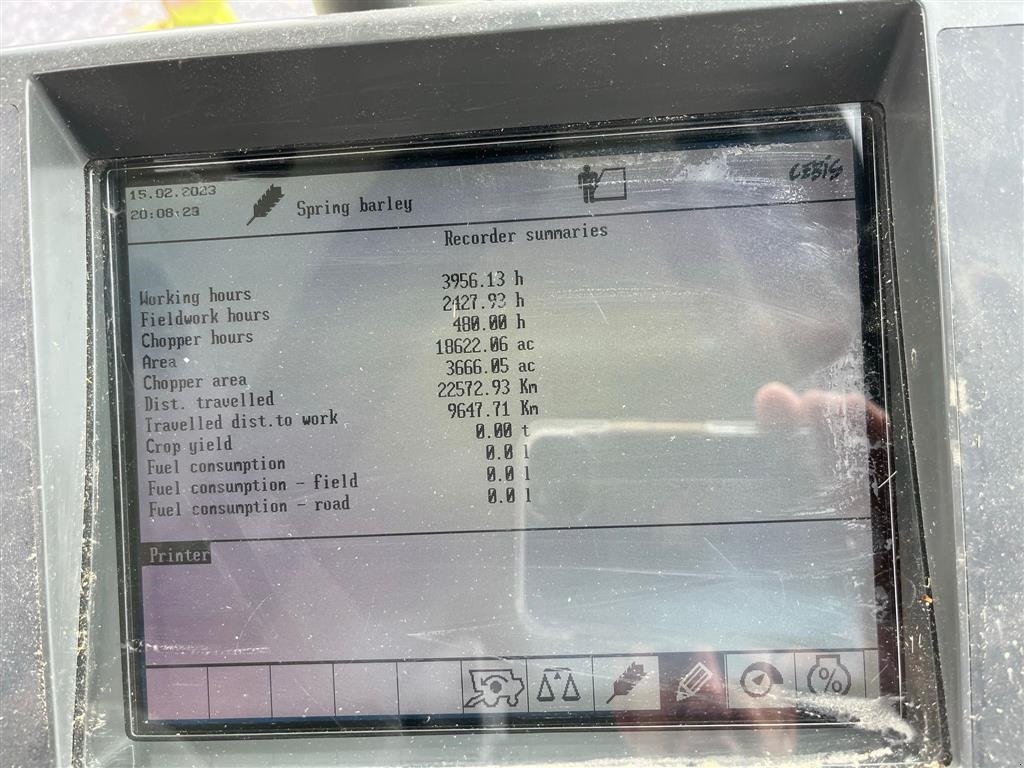 15.02.2023
20:08:23
Spring barley
CEBIS
Recorder summaries
Working hours 3956.13 h
Fieldwork hours 2427.93 h
Chopper hours 480.00 h
Area 18622.06 ac
Chopper area 3666.05 ac
Dist. travelled 22572.93 Km
Travelled dist.to work 9647.71 Km
Crop yield 0.00 t
Fuel consumption 0.0 l
Fuel consumption - field 0.0 l
Fuel consumption - road 0.0 l
Printer
%